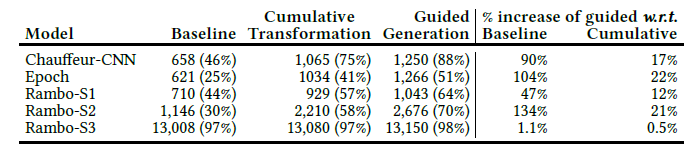 Cumulative Guided % increase of guided w.r.t.
Model Baseline Transformation Generation Baseline Cumulative
Chauffeur-CNN 658 (46%) 1,065 (75%) 1,250 (88%) 90% 17%
Epoch 621 (25%) 1034 (41%) 1,266 (51%) 104% 22%
Rambo-S1 710 (44%) 929 (57%) 1,043 (64%) 47% 12%
Rambo-S2 1,146 (30%) 2,210 (58%) 2,676 (70%) 134% 21%
Rambo-S3 13,008 (97%) 13,080 (97%) 13,150 (98%) 1.1% 0.5%